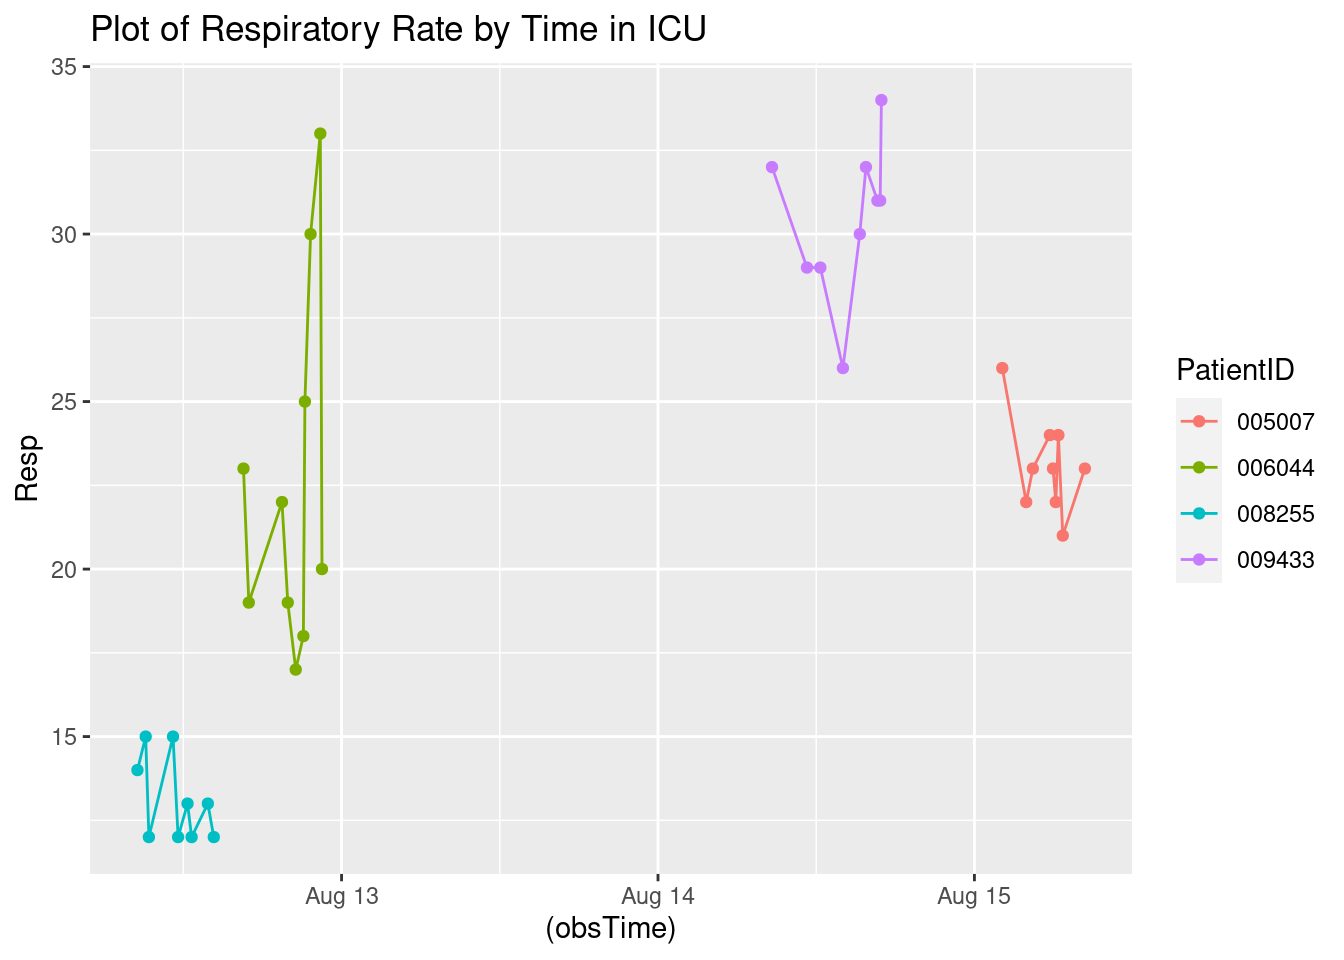 Plot of Respiratory Rate by Time in ICU
35
30
25
20
15
Resp
Aug 13
Aug 14
Aug 15
(obsTime)
PatientID
005007
006044
008255
009433